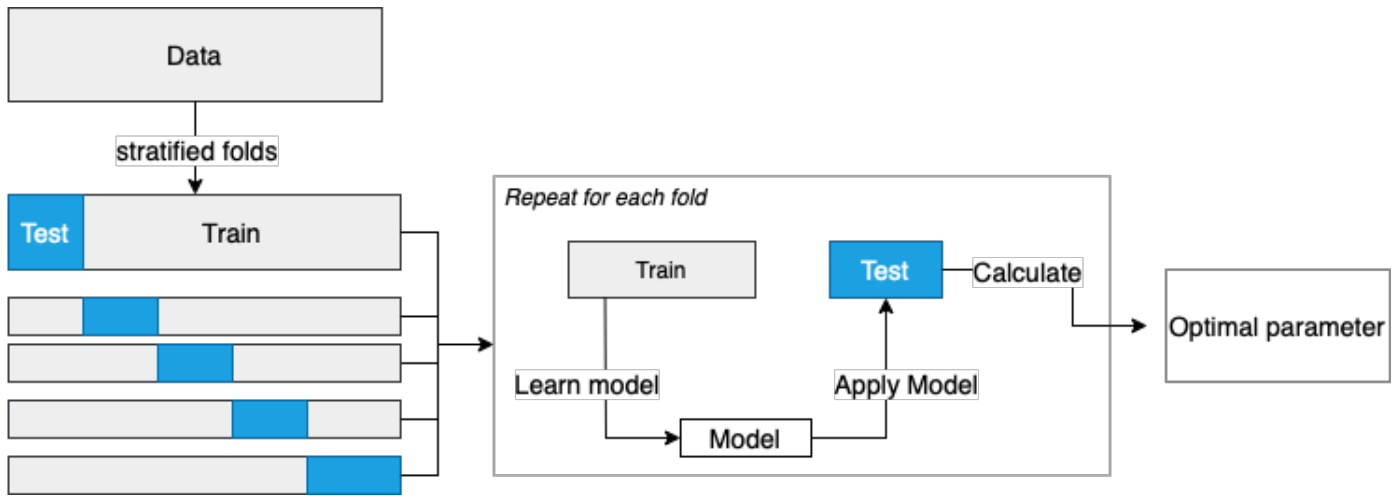 Data
stratified folds
Test
Train
Repeat for each fold
Train
Test
Calculate
Optimal parameter
Learn model
Apply Model
Model